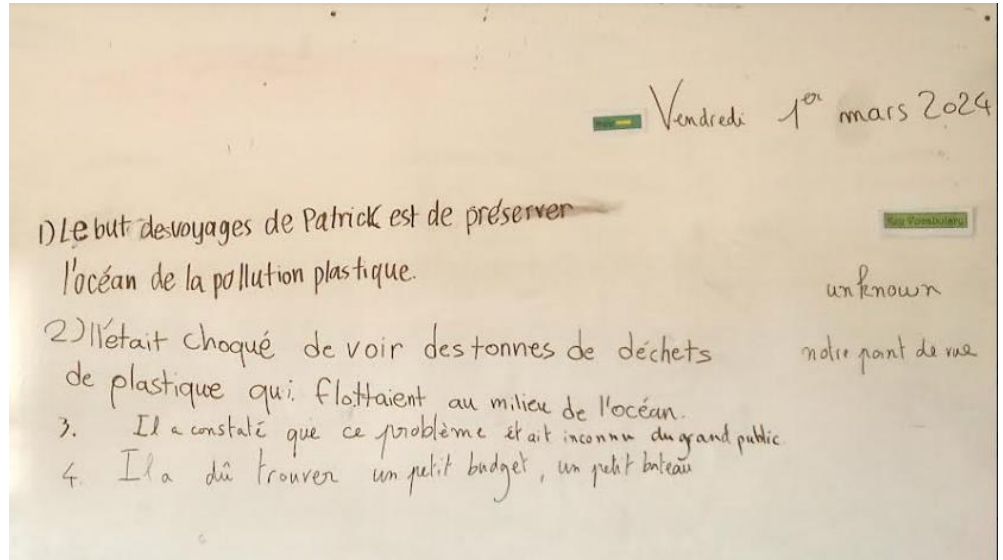 Vendredi 1er mars 2024
1) Le but des voyages de Patrick est de préserver
l'océan de la pollution plastique.
Key Vocabulary
unknown
notre point de vue
2) Il était choqué de voir des tonnes de déchets
de plastique qui flottaient au milieu de l'océan.
3. Il a constaté que ce problème était inconnu du grand public.
4. Il a dû trouver un petit budget, un petit bateau